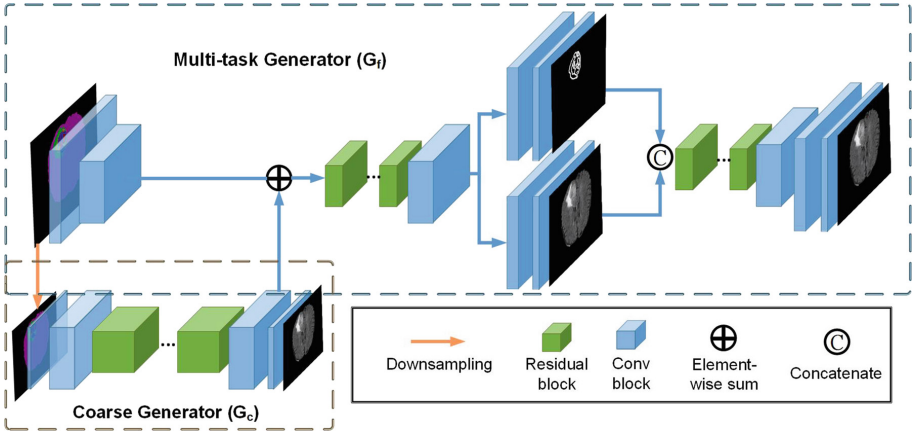 Multi-task Generator (Gf)
C
Coarse Generator (Gc)
Downsampling
Residual
block
Conv
block
Element-
wise sum
C
Concatenate